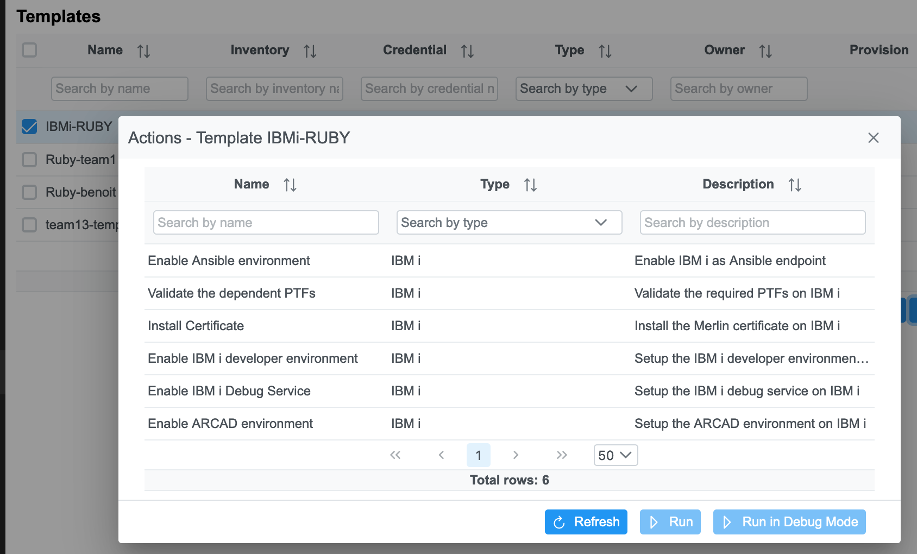 Templates
Name Inventory Credential Type Owner Provision
Search by name Search by inventory na Search by credential n Search by type Search by owner
IBMi-RUBY
Ruby-team1
Ruby-benoit
team13-temp
Actions - Template IBMi-RUBY
Name Type Description
Search by name Search by type Search by description
Enable Ansible environment IBM i Enable IBM i as Ansible endpoint
Validate the dependent PTFs IBM i Validate the required PTFs on IBM i
Install Certificate IBM i Install the Merlin certificate on IBM i
Enable IBM i developer environment IBM i Setup the IBM i developer environmen...
Enable IBM i Debug Service IBM i Setup the IBM i debug service on IBM i
Enable ARCAD environment IBM i Setup the ARCAD environment on IBM i
<< < 1 > >> 50
Total rows: 6
Refresh Run Run in Debug Mode